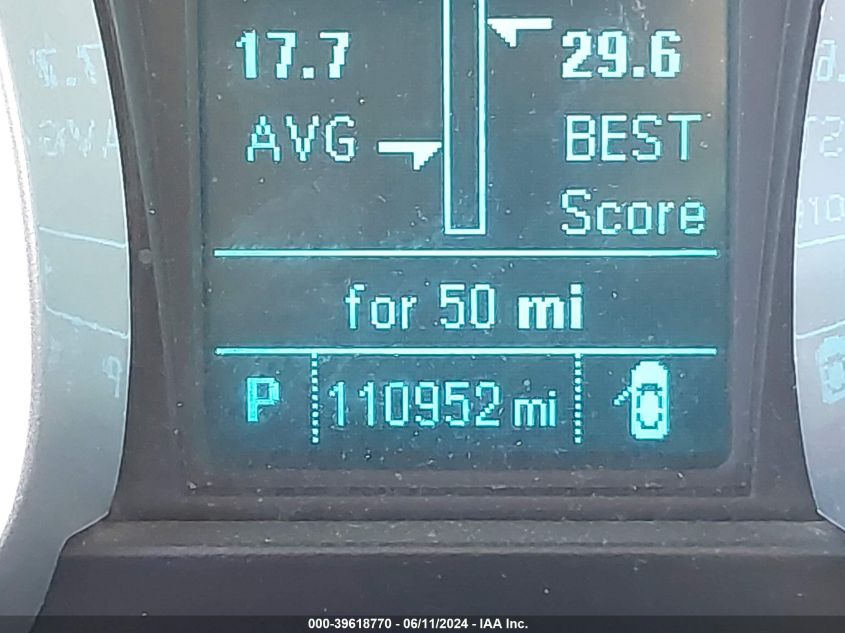 17.7 29.6
AVG BEST
Score
for 50 mi
P 110952 mi
000-39618770 - 06/11/2024 - IAA Inc.